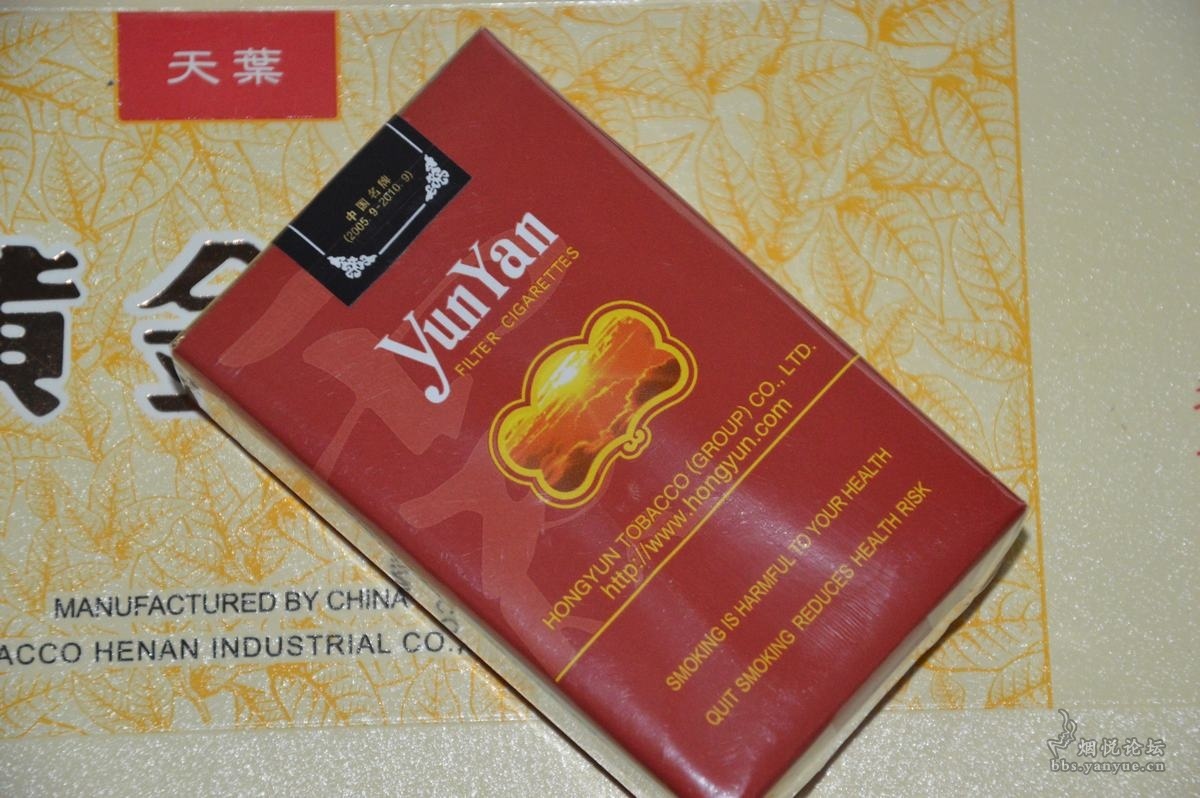 天葉
中国名牌
(2005.9-2010.9)
YunYan
FILTER CIGARETTES
HONGYUN TOBACCO (GROUP) CO., LTD.
http://www.hongyun.com
SMOKING IS HARMFUL TO YOUR HEALTH
QUIT SMOKING REDUCES HEALTH RISK
MANUFACTURED BY CHINA
ACCO HENAN INDUSTRIAL CO.,
烟悦论坛
bbs.yanyue.cn